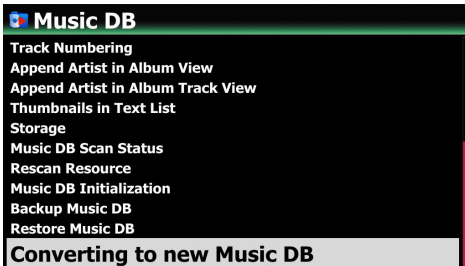 Music DB
Track Numbering
Append Artist in Album View
Append Artist in Album Track View
Thumbnails in Text List
Storage
Music DB Scan Status
Rescan Resource
Music DB Initialization
Backup Music DB
Restore Music DB
Converting to new Music DB